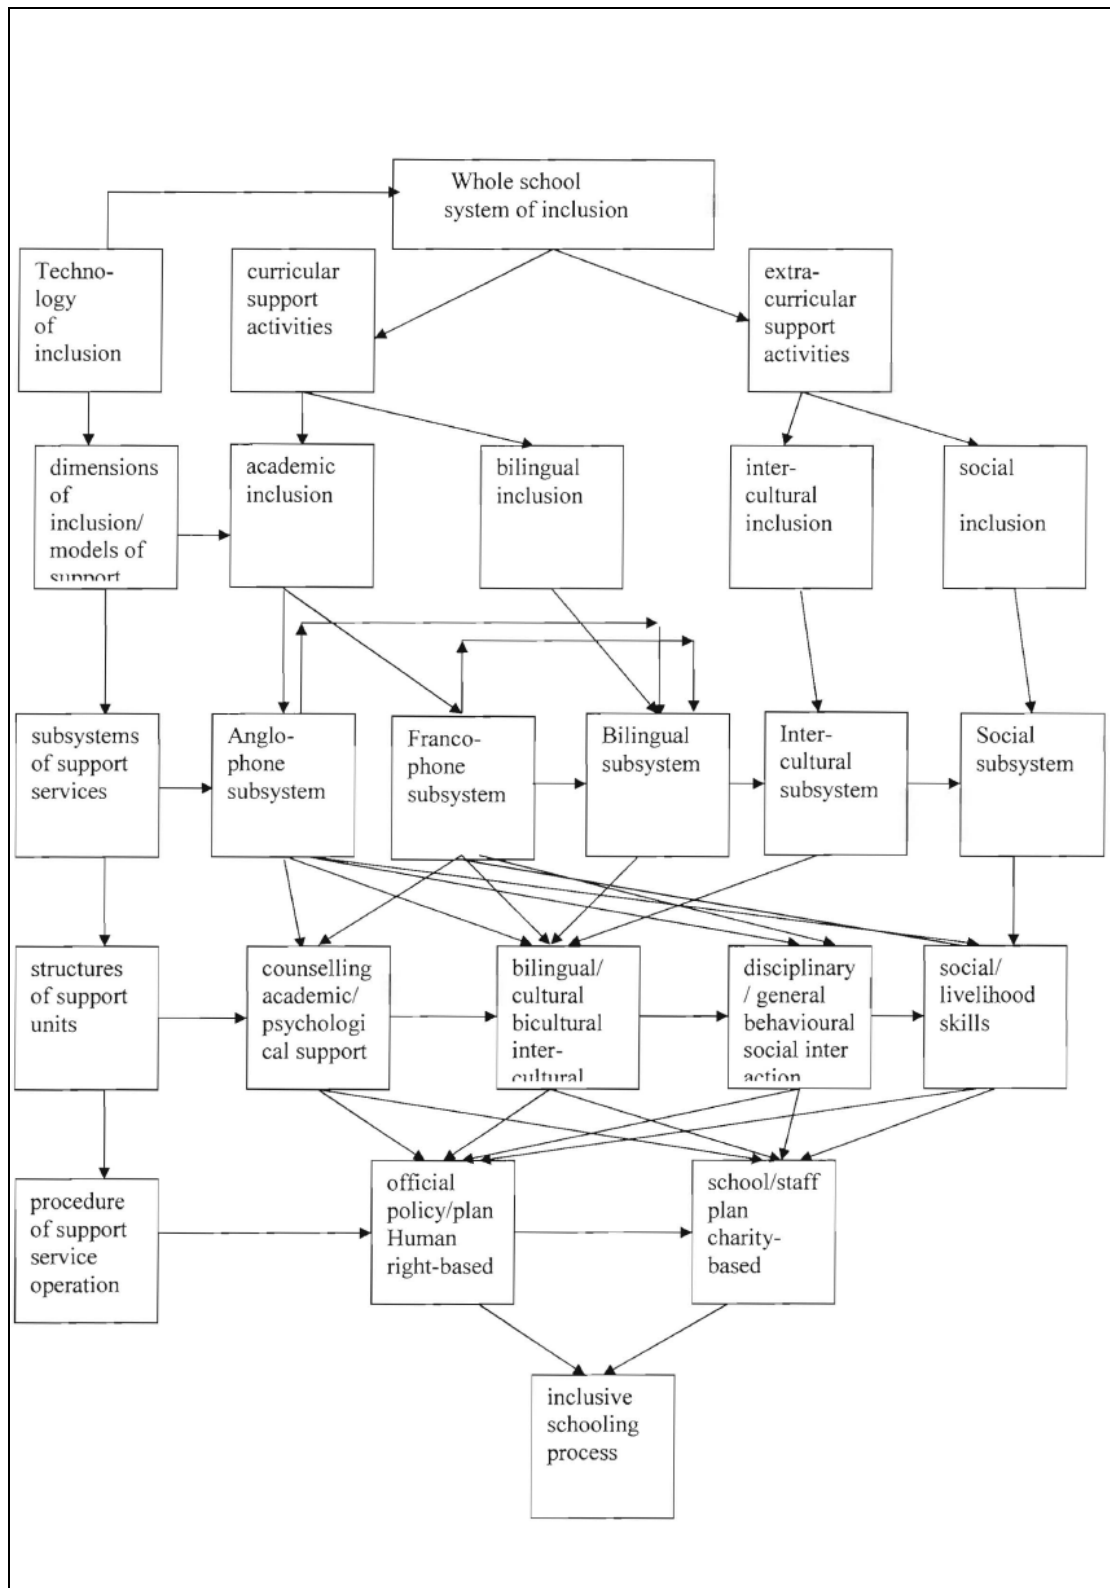 Whole school
system of inclusion
Techno-
logy
of
inclusion
curricular
support
activities
extra-
curricular
support
activities
dimensions
of
inclusion/
models of
support
academic
inclusion
bilingual
inclusion
inter-
cultural
inclusion
social
inclusion
subsystems
of support
services
Anglo-
phone
subsystem
Franco-
phone
subsystem
Bilingual
subsystem
Inter-
cultural
subsystem
Social
subsystem
structures
of support
units
counselling
academic/
psychologi
cal support
bilingual/
cultural
bicultural
inter-
cultural
disciplinary
/ general
behavioural
social inter
action
social/
livelihood
skills
procedure
of support
service
operation
official
policy/plan
Human
right-based
school/staff
plan
charity-
based
inclusive
schooling
process